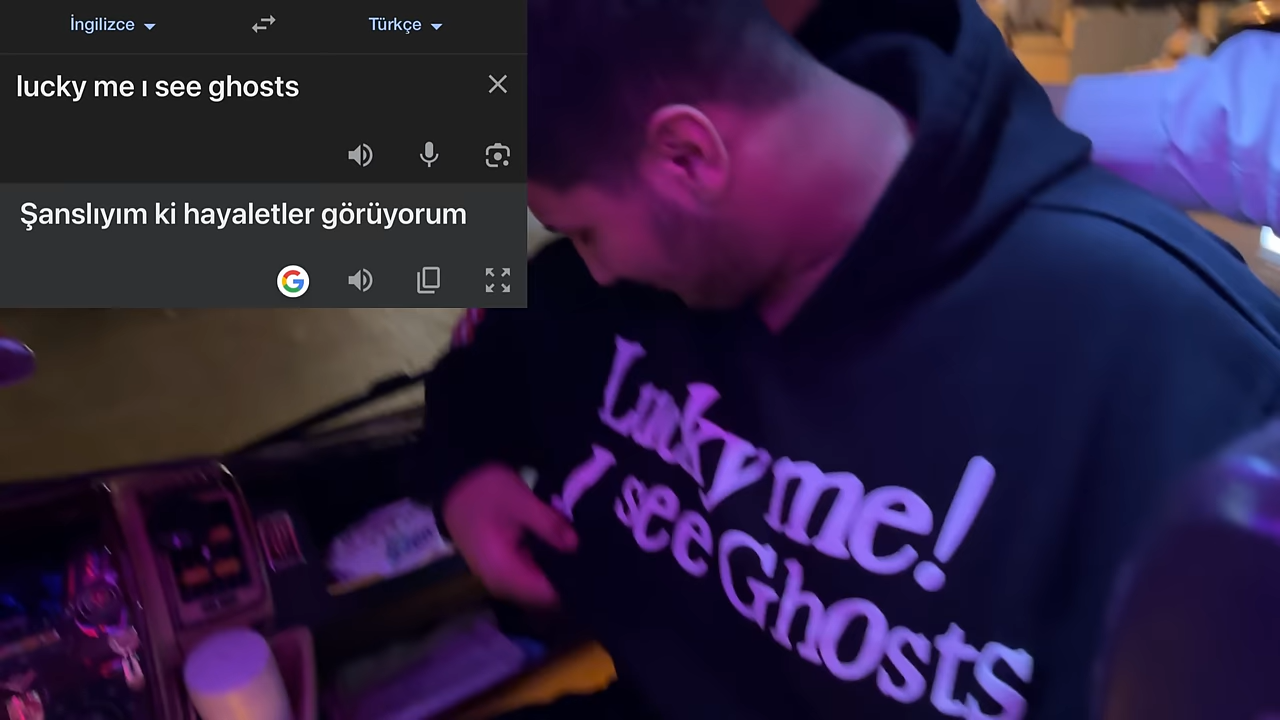 İngilizce
Türkçe
lucky me ı see ghosts
Şanslıyım ki hayaletler görüyorum
Lucky me!
I see Ghosts